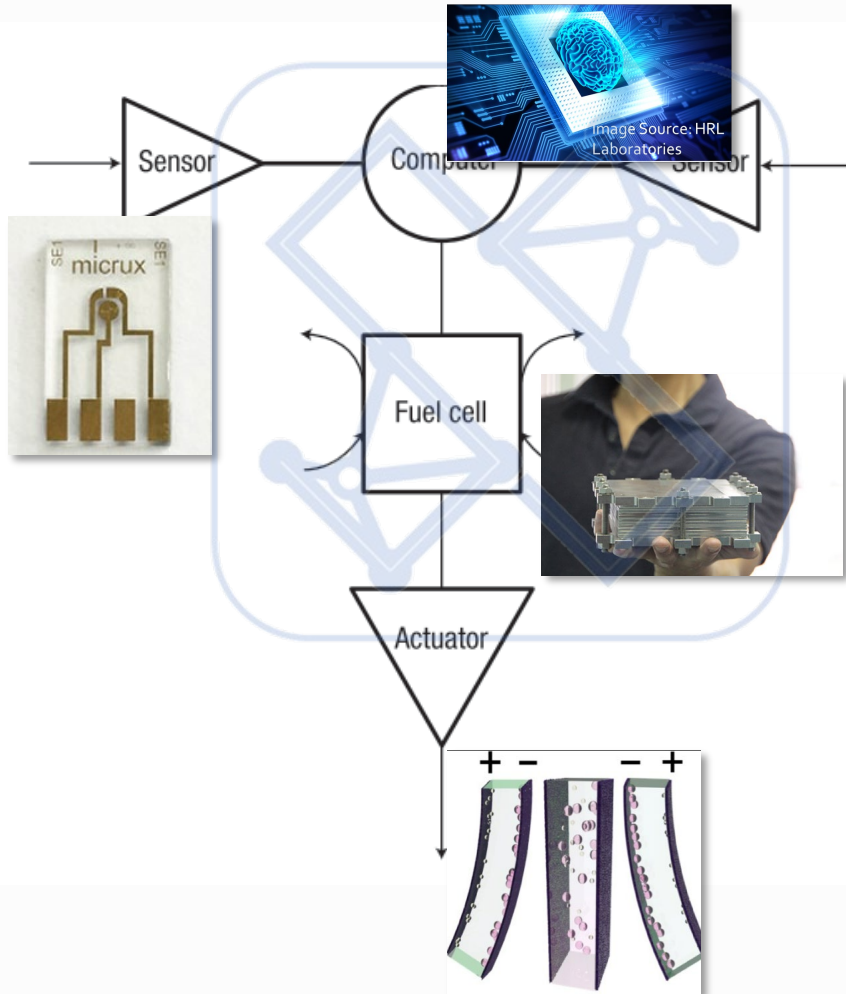 Image Source: HRL
Laboratories
Sensor
Computer
Sensor
SE1
SE1
micrux
Fuel cell
Actuator
+ - - +